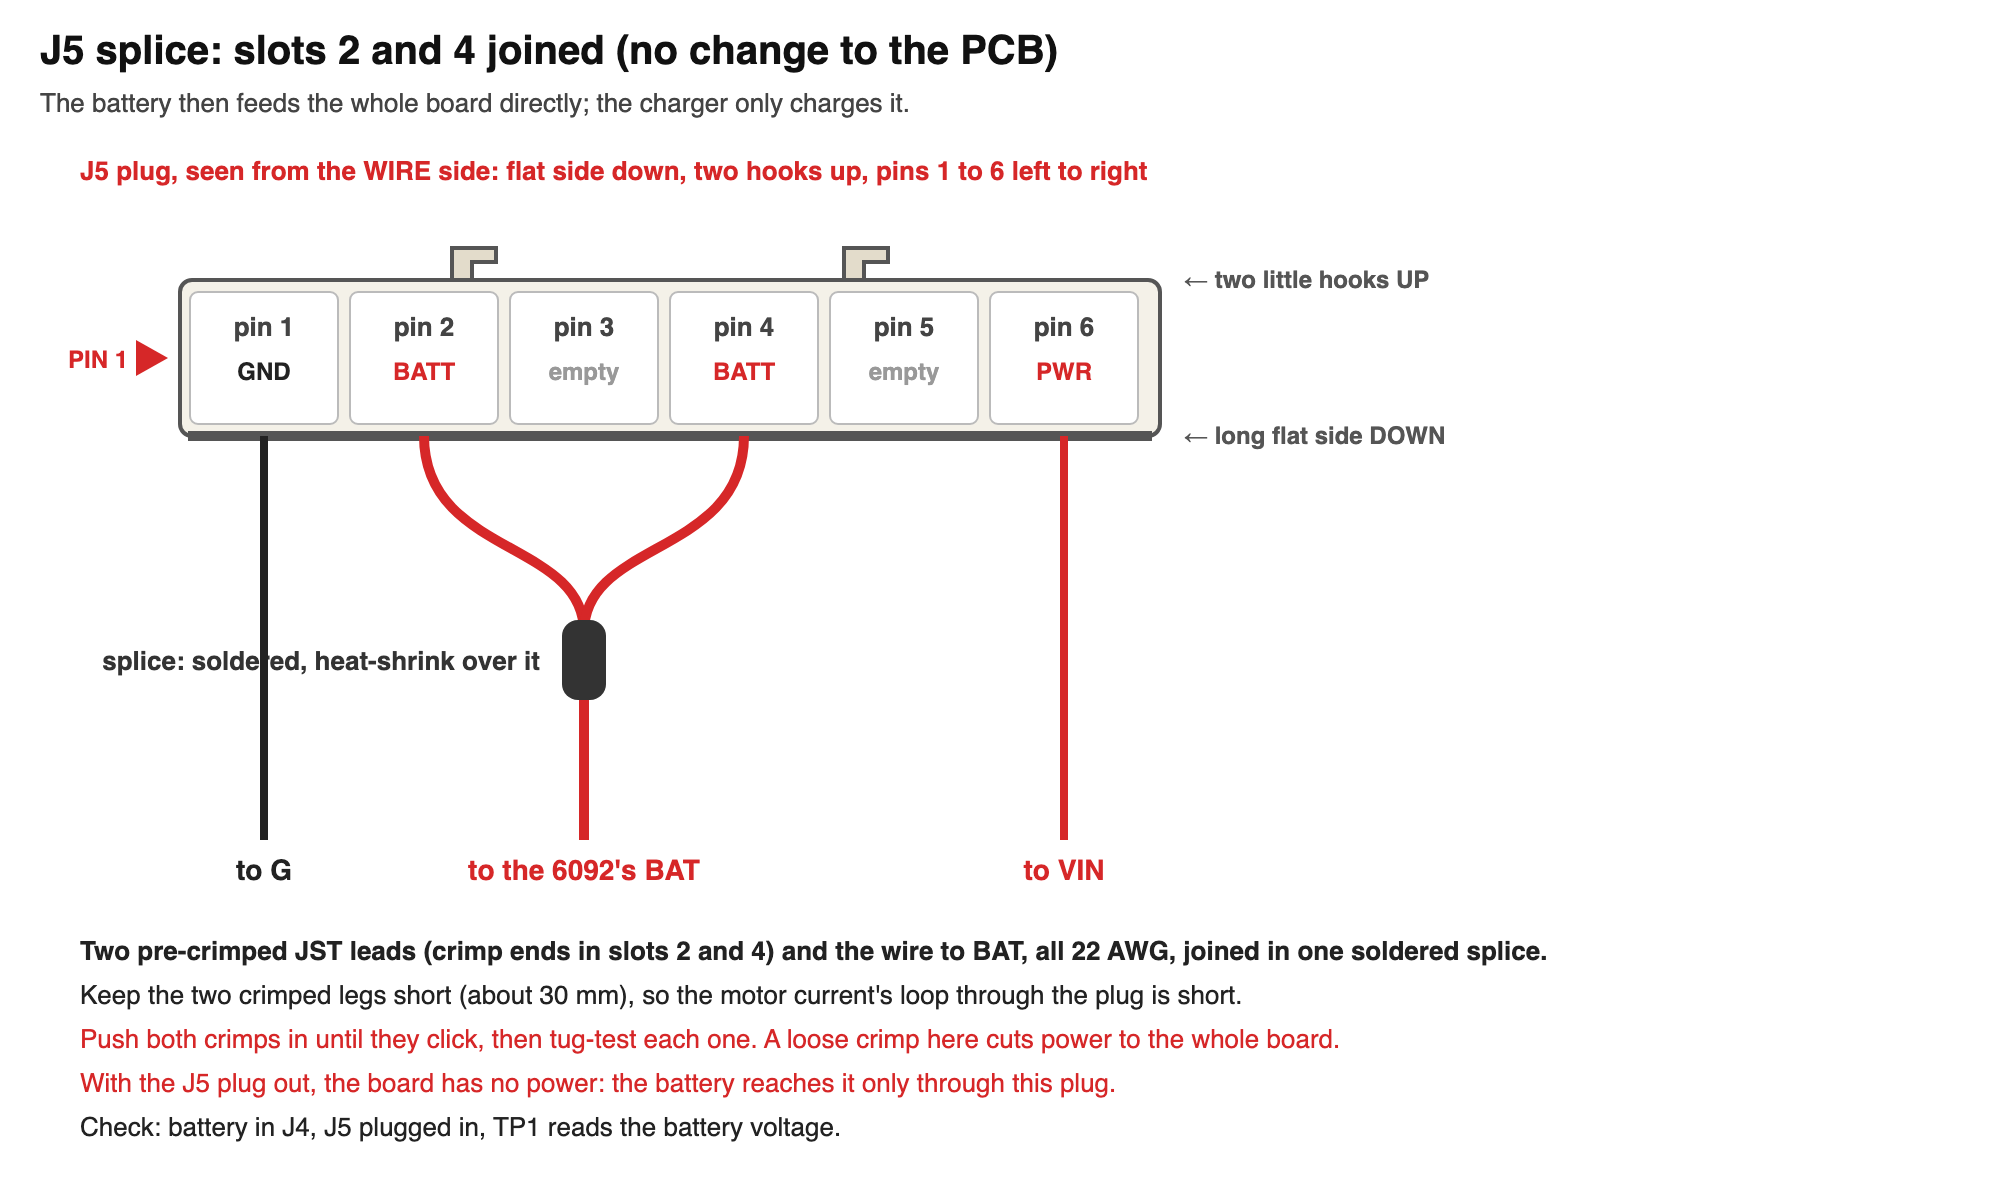 J5 splice: slots 2 and 4 joined (no change to the PCB)
The battery then feeds the whole board directly; the charger only charges it.
J5 plug, seen from the WIRE side: flat side down, two hooks up, pins 1 to 6 left to right
← two little hooks UP
pin 1 pin 2 pin 3 pin 4 pin 5 pin 6
PIN 1
GND BATT empty BATT empty PWR
← long flat side DOWN
splice: soldered, heat-shrink over it
to G to the 6092's BAT to VIN
Two pre-crimped JST leads (crimp ends in slots 2 and 4) and the wire to BAT, all 22 AWG, joined in one soldered splice.
Keep the two crimped legs short (about 30 mm), so the motor current's loop through the plug is short.
Push both crimps in until they click, then tug-test each one. A loose crimp here cuts power to the whole board.
With the J5 plug out, the board has no power: the battery reaches it only through this plug.
Check: battery in J4, J5 plugged in, TP1 reads the battery voltage.